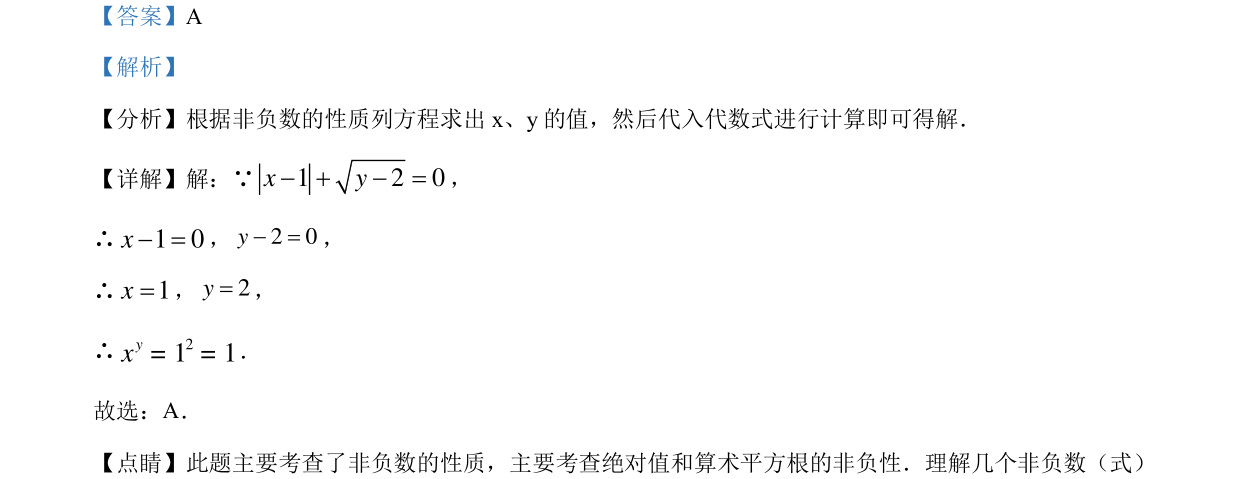 【答案】A
【解析】
【分析】根据非负数的性质列方程求出 x、y 的值，然后代入代数式进行计算即可得解．
【详解】解：∵|x−1|+√(y−2)=0，
∴x−1=0，y−2=0，
∴x=1，y=2，
∴xʸ=1²=1．
故选：A．
【点睛】此题主要考查了非负数的性质，主要考查绝对值和算术平方根的非负性．理解几个非负数（式）